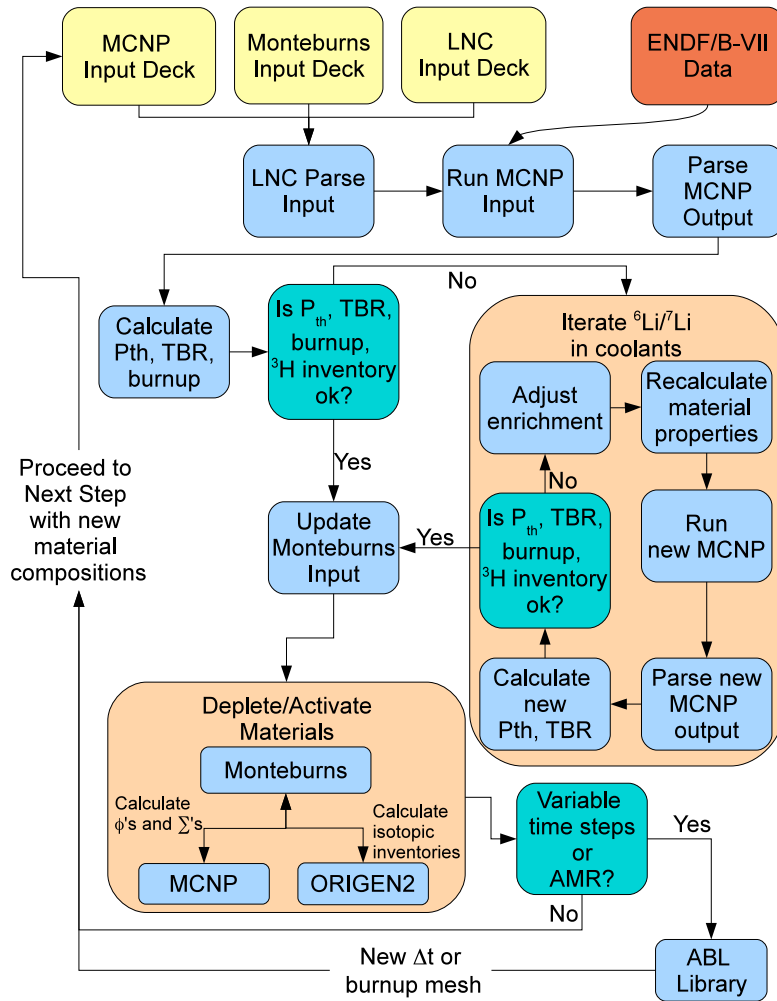 MCNP
Input Deck
Monteburns
Input Deck
LNC
Input Deck
ENDF/B-VII
Data
LNC Parse
Input
Run MCNP
Input
Parse
MCNP
Output
No
Calculate
Pth, TBR,
burnup
Is P_th, TBR,
burnup,
³H inventory
ok?
Iterate ⁶Li/⁷Li
in coolants
Adjust
enrichment
Recalculate
material
properties
Yes
No
Proceed to
Next Step
with new
material
compositions
Update
Monteburns
Input
Yes
Is P_th, TBR,
burnup,
³H inventory
ok?
Run
new MCNP
Calculate
new
Pth, TBR
Parse new
MCNP
output
Deplete/Activate
Materials
Monteburns
Calculate
ϕ's and ∑'s
Calculate
isotopic
inventories
MCNP
ORIGEN2
Variable
time steps
or
AMR?
Yes
No
New Δt or
burnup mesh
ABL
Library